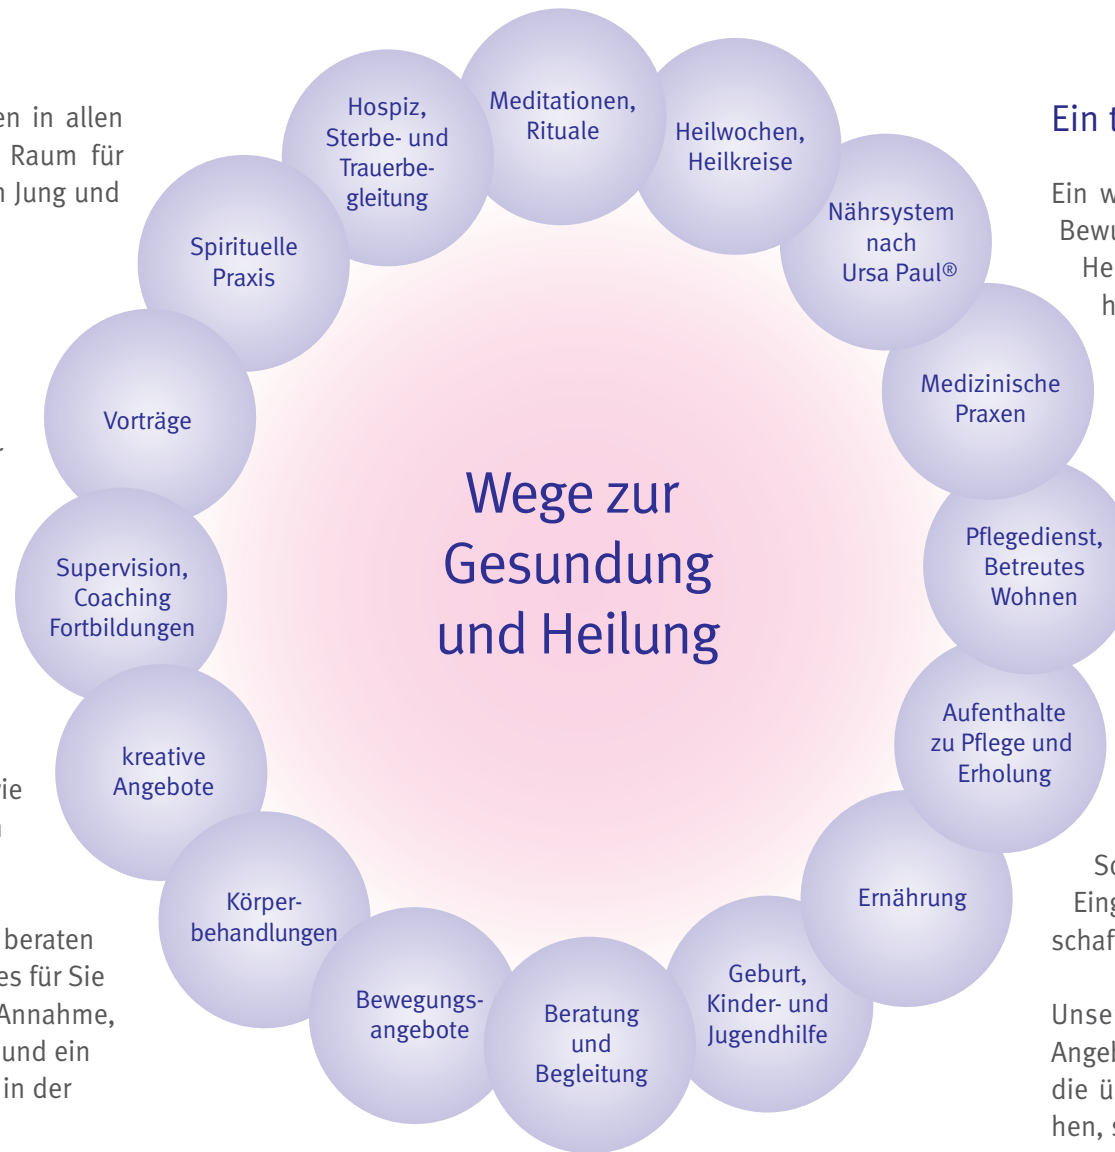 en in allen
Raum für
Jung und
Hospiz,
Sterbe- und
Trauerbe-
gleitung
Meditationen,
Rituale
Heilwochen,
Heilkreise
Nährsystem
nach
Ursa Paul®
Medizinische
Praxen
Pflegedienst,
Betreutes
Wohnen
Aufenthalte
zu Pflege und
Erholung
Ernährung
Geburt,
Kinder- und
Jugendhilfe
Beratung
und
Begleitung
Bewegungs-
angebote
Körper-
behandlungen
kreative
Angebote
Supervision,
Coaching
Fortbildungen
Vorträge
Spirituelle
Praxis
Wege zur
Gesundung
und Heilung
beraten
es für Sie
Annahme,
und ein
in der
Ein t
Ein w
Bewu
He
h
Sc
Eing
schaf
Unse
Angeb
die ü
hen, s